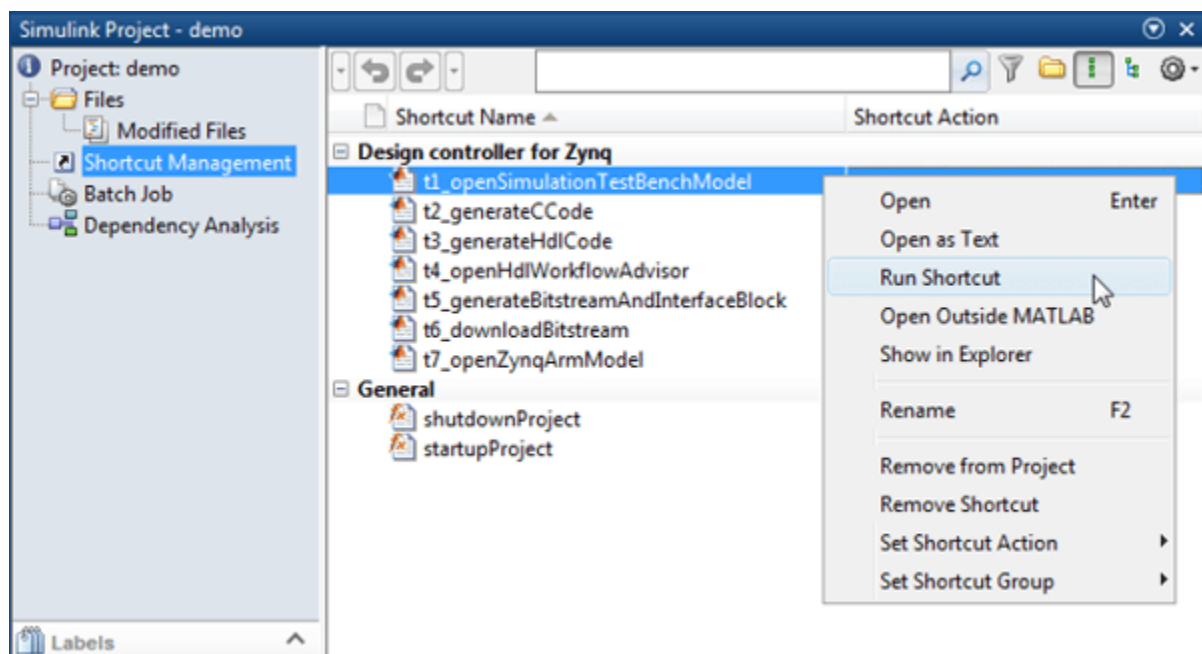 Simulink Project - demo
Project: demo
Files
Modified Files
Shortcut Management
Batch Job
Dependency Analysis
Labels
Shortcut Name
Shortcut Action
Design controller for Zynq
t1_openSimulationTestBenchModel
t2_generateCCode
t3_generateHdlCode
t4_openHdlWorkflowAdvisor
t5_generateBitstreamAndInterfaceBlock
t6_downloadBitstream
t7_openZynqArmModel
General
shutdownProject
startupProject
Open Enter
Open as Text
Run Shortcut
Open Outside MATLAB
Show in Explorer
Rename F2
Remove from Project
Remove Shortcut
Set Shortcut Action
Set Shortcut Group